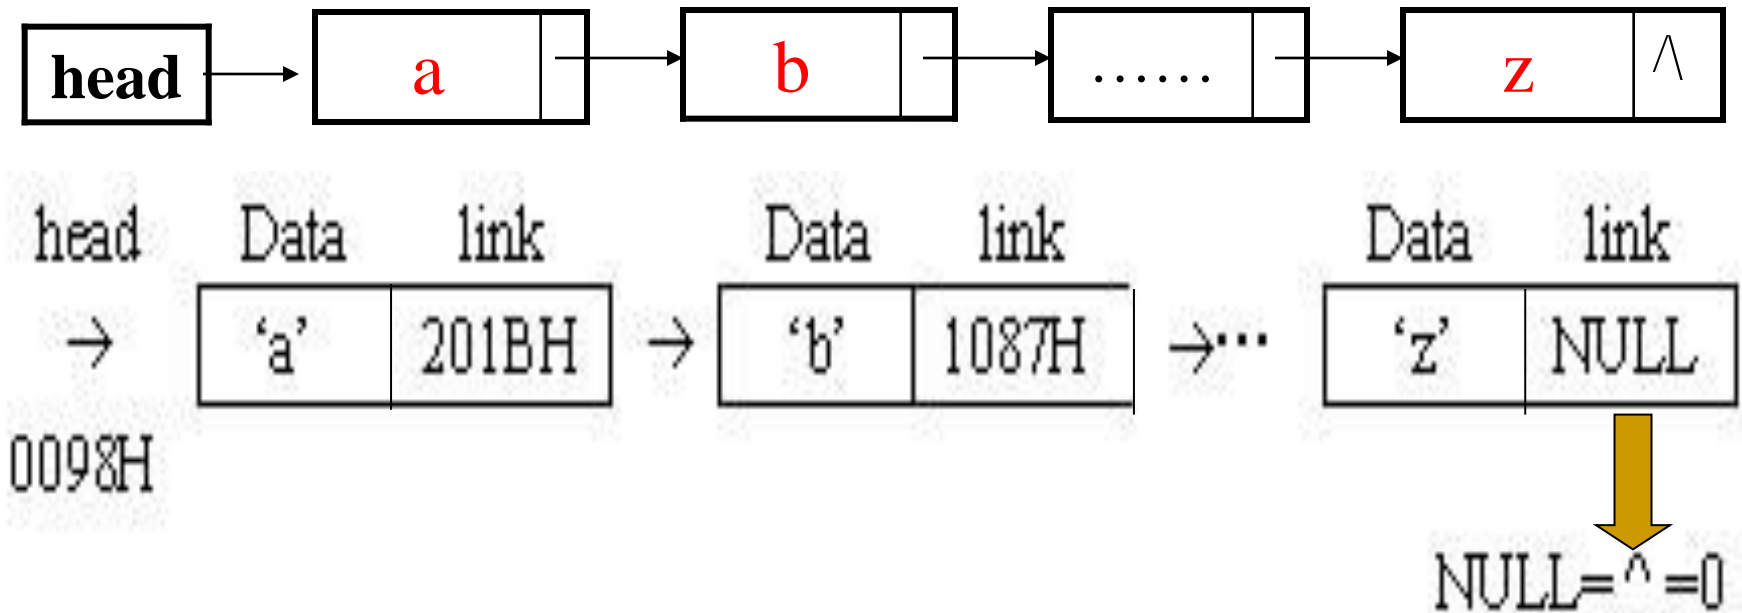 head a b ...... z ^
head Data link Data link Data link
→ ‘a’ 201BH → ‘b’ 1087H →… ‘z’ NULL
0098H
NULL=^=0